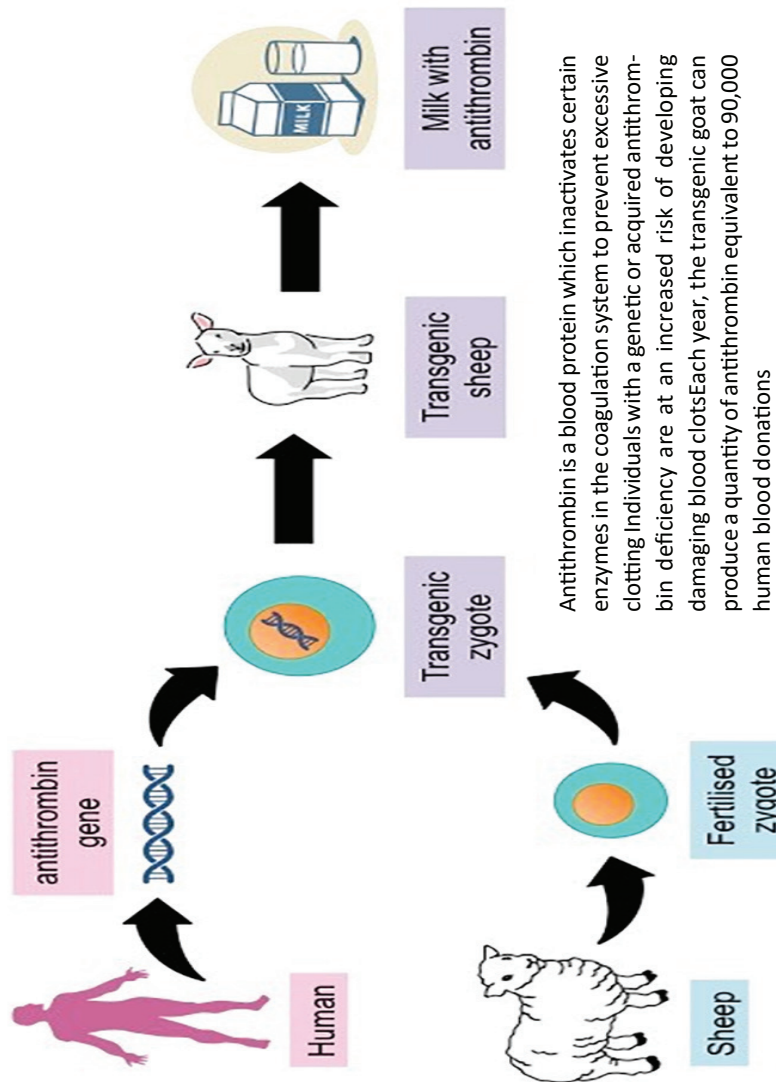 Human
antithrombin
gene
Sheep
Fertilised
zygote
Transgenic
zygote
Transgenic
sheep
Milk with
antithrombin
MILK
Antithrombin is a blood protein which inactivates certain
enzymes in the coagulation system to prevent excessive
clotting Individuals with a genetic or acquired antithrom-
bin deficiency are at an increased risk of developing
damaging blood clotsEach year, the transgenic goat can
produce a quantity of antithrombin equivalent to 90,000
human blood donations